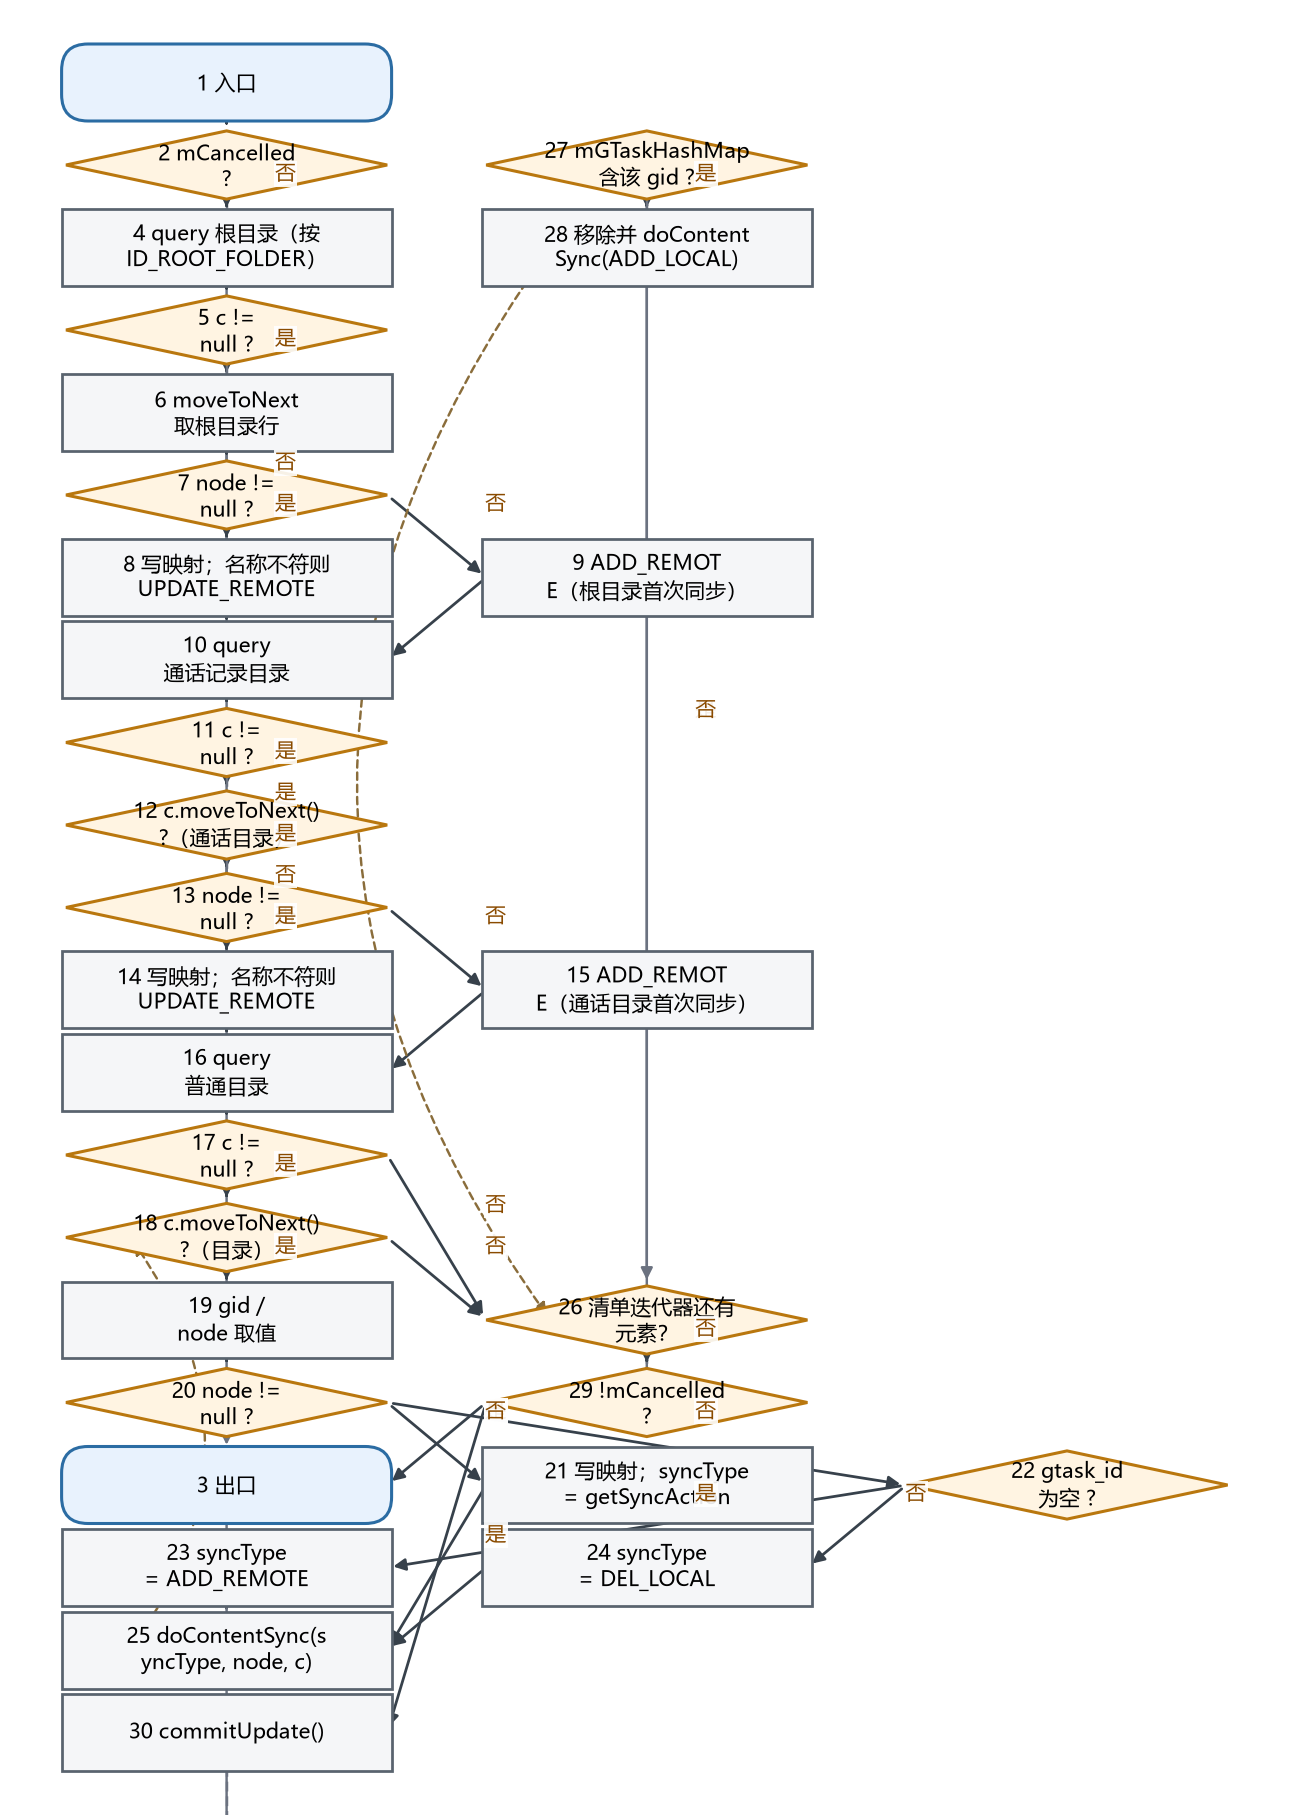 1 入口
2 mCancelled
?
否
27 mGTaskHashMap
含该 gid ?
是
4 query 根目录（按
ID_ROOT_FOLDER）
28 移除并 doContent
Sync(ADD_LOCAL)
5 c !=
null ?
是
6 moveToNext
取根目录行
否
7 node !=
null ?
是
否
8 写映射；名称不符则
UPDATE_REMOTE
9 ADD_REMOT
E（根目录首次同步）
10 query
通话记录目录
否
11 c !=
null ?
是
是
12 c.moveToNext()
?（通话目录
是
否
13 node !=
null ?
是
否
14 写映射；名称不符则
UPDATE_REMOTE
15 ADD_REMOT
E（通话目录首次同步）
16 query
普通目录
17 c !=
null ?
是
否
18 c.moveToNext()
?（目录）
是
否
19 gid /
node 取值
26 清单迭代器还有
元素?
否
20 node !=
null ?
否
29 !mCancelled
?
否
3 出口
21 写映射；syncType
= getSyncAction
是
否
22 gtask_id
为空 ?
是
23 syncType
= ADD_REMOTE
24 syncType
= DEL_LOCAL
25 doContentSync(s
yncType, node, c)
30 commitUpdate()